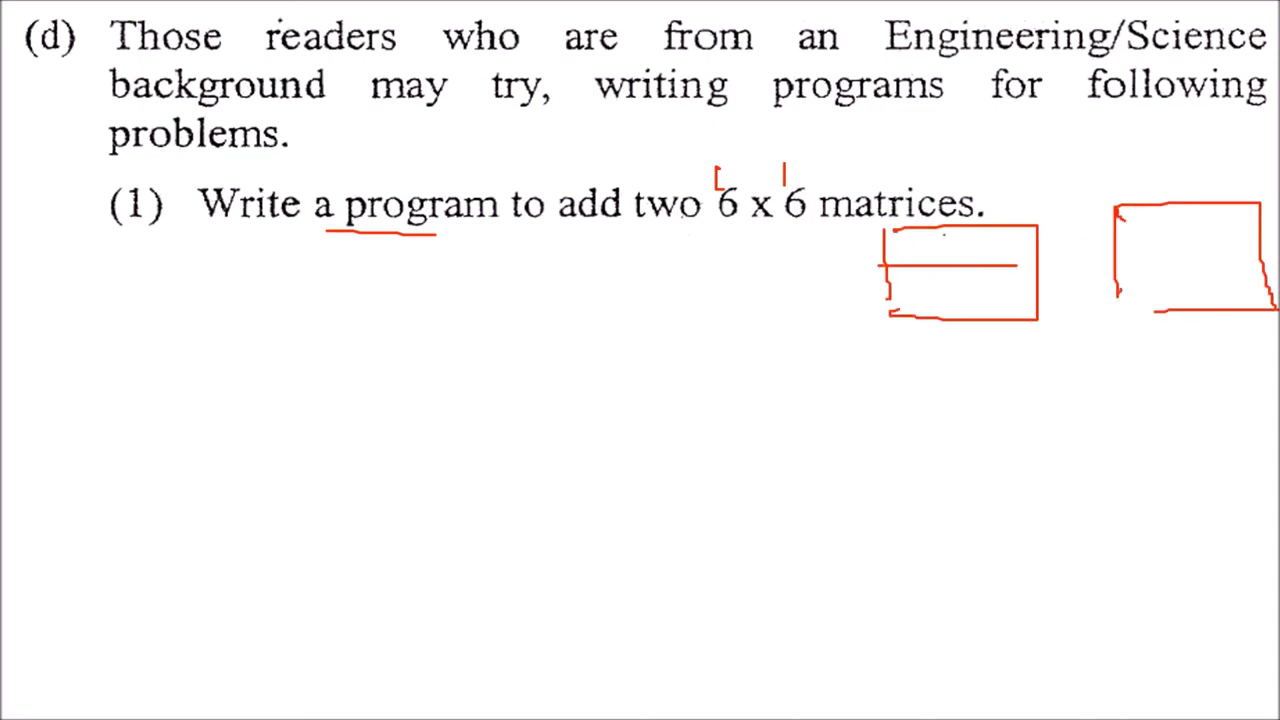 (d) Those readers who are from an Engineering/Science
background may try, writing programs for following
problems.
(1) Write a program to add two 6 x 6 matrices.